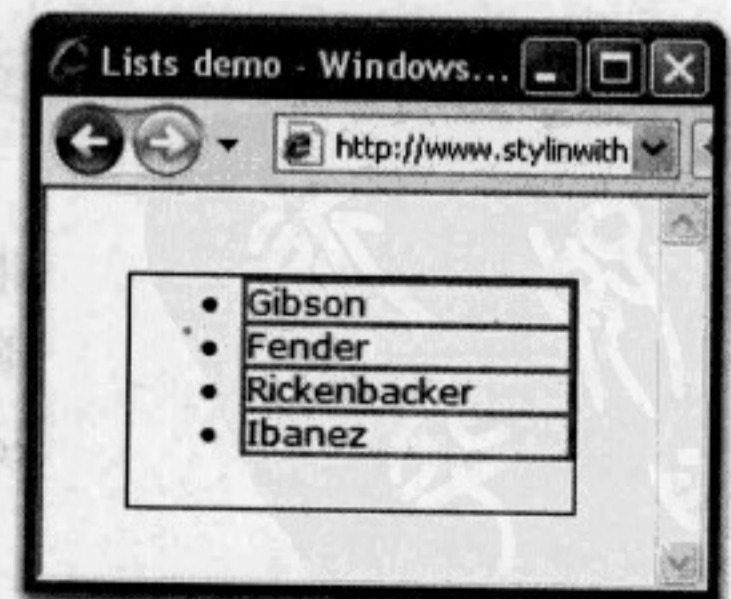 Lists demo - Windows...
http://www.stylinwith
Gibson
Fender
Rickenbacker
Ibanez